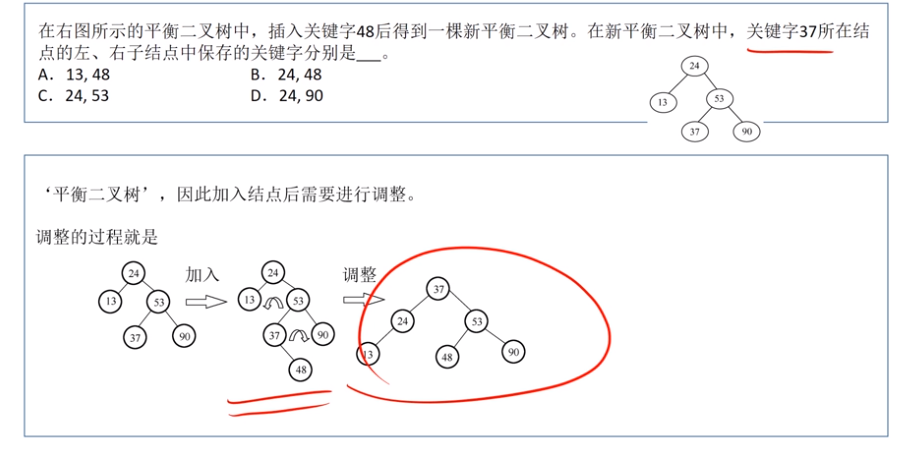 在右图所示的平衡二叉树中，插入关键字48后得到一棵新平衡二叉树。在新平衡二叉树中，关键字37所在结
点的左、右子结点中保存的关键字分别是___。
A. 13, 48 B. 24, 48
C. 24, 53 D. 24, 90
24
13 53
37 90
‘平衡二叉树’，因此加入结点后需要进行调整。
调整的过程就是
24
13 53
37 90
加入
24
13 53
37 90
48
调整
37
24 53
13 48 90